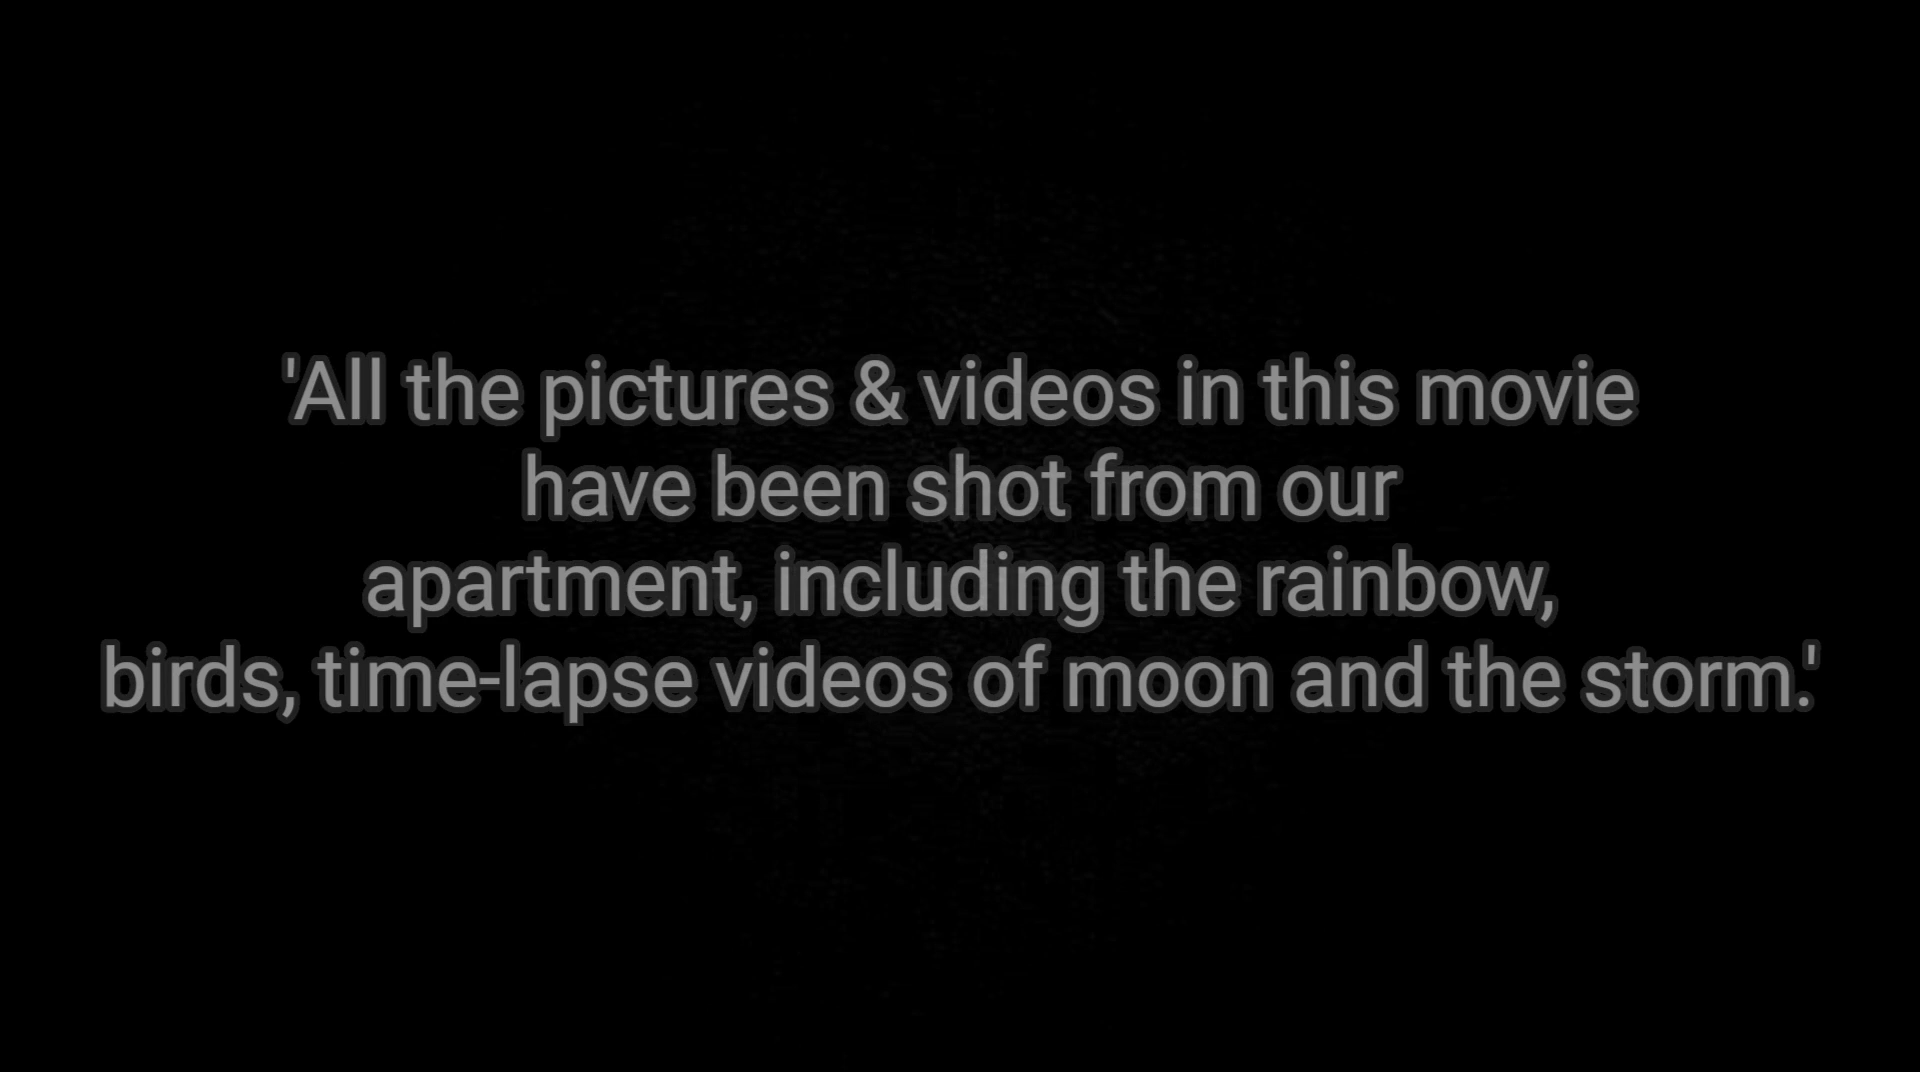 'All the pictures & videos in this movie
have been shot from our
apartment, including the rainbow,
birds, time-lapse videos of moon and the storm.'